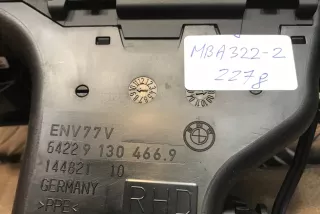 MBA322-2
227g
ENV77V
6422 9 130 466.9
144821 10
GERMANY
RHD
>PPE<